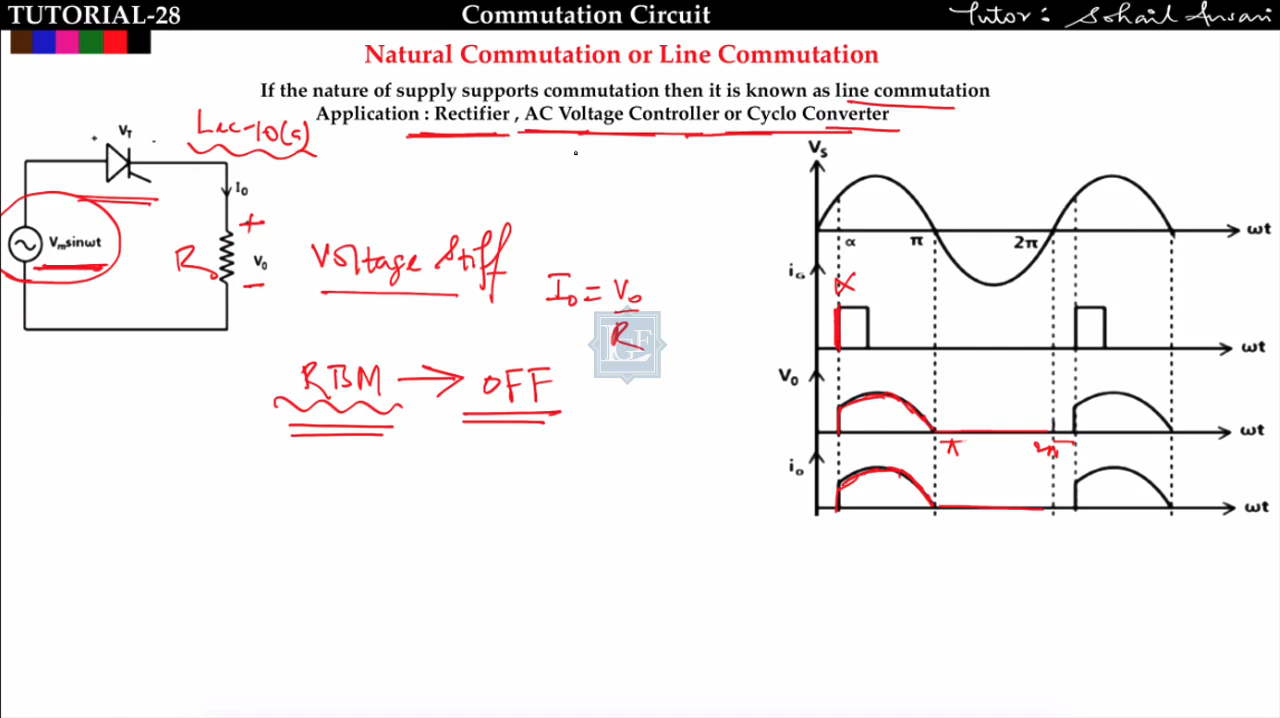 TUTORIAL-28
Commutation Circuit
Tutor : Sohail Ansari
Natural Commutation or Line Commutation
If the nature of supply supports commutation then it is known as line commutation
Application : Rectifier , AC Voltage Controller or Cyclo Converter
Lec-10(a)
+ VT -
I0
Vmsinωt
R
+
V0
-
Voltage Stiff
I0 = V0/R
RBM → OFF
Vs
α π 2π ωt
iG
α
ωt
V0
ωt
π 2π
i0
ωt